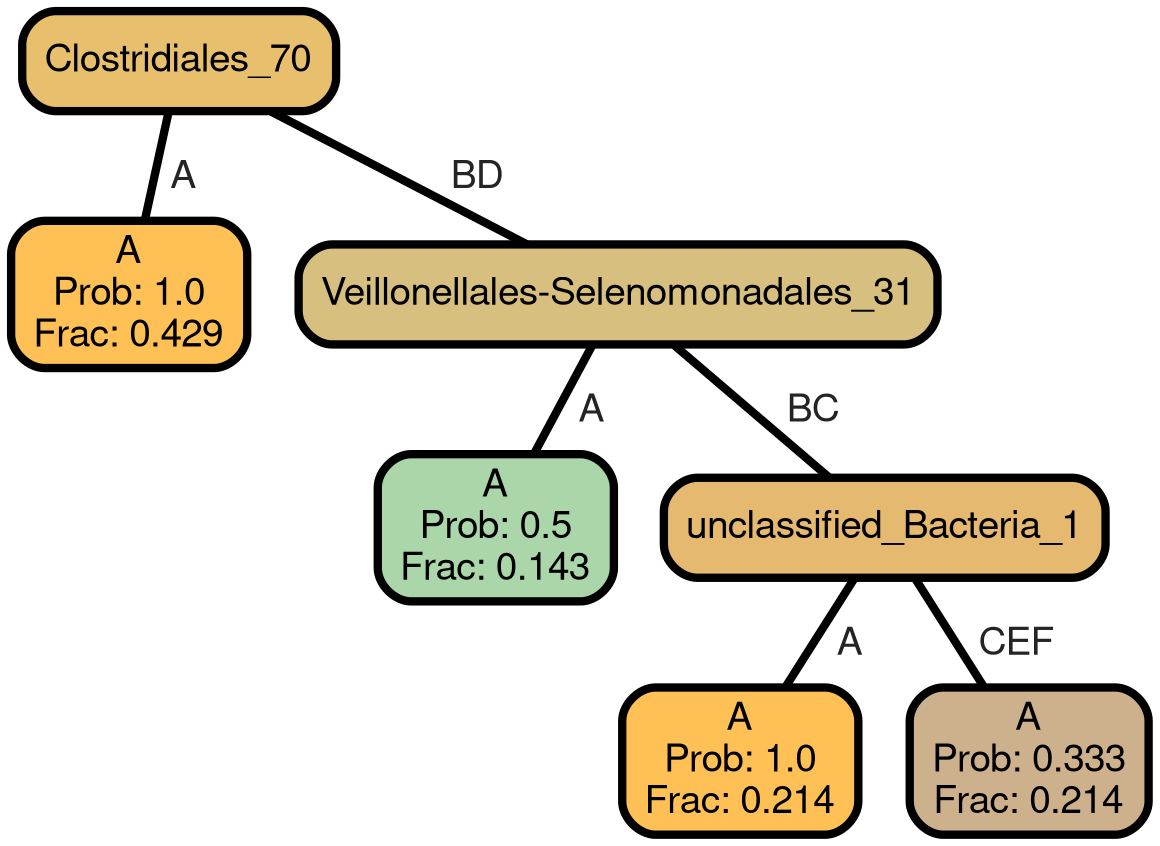 Clostridiales_70
A
BD
A
Prob: 1.0
Frac: 0.429
Veillonellales-Selenomonadales_31
A
BC
A
Prob: 0.5
Frac: 0.143
unclassified_Bacteria_1
A
CEF
A
Prob: 1.0
Frac: 0.214
A
Prob: 0.333
Frac: 0.214